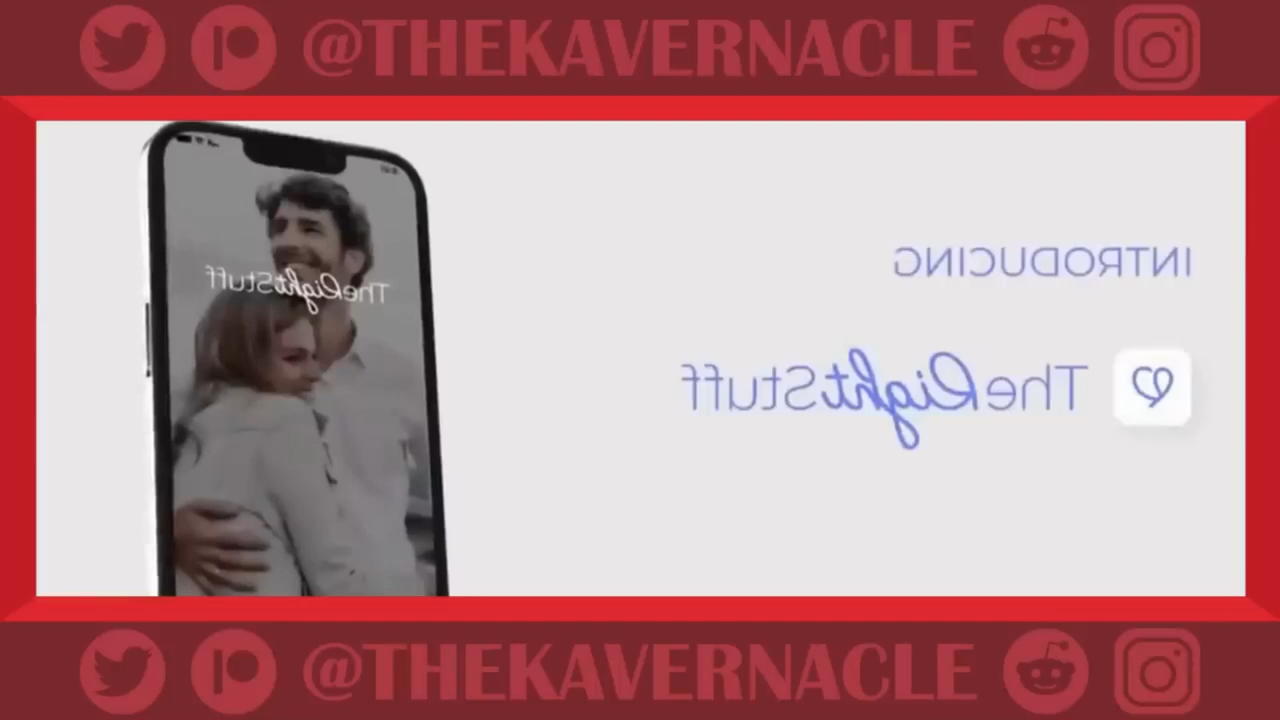 @THEKAVERNACLE
TheRightStuff
INTRODUCING
TheRightStuff
@THEKAVERNACLE